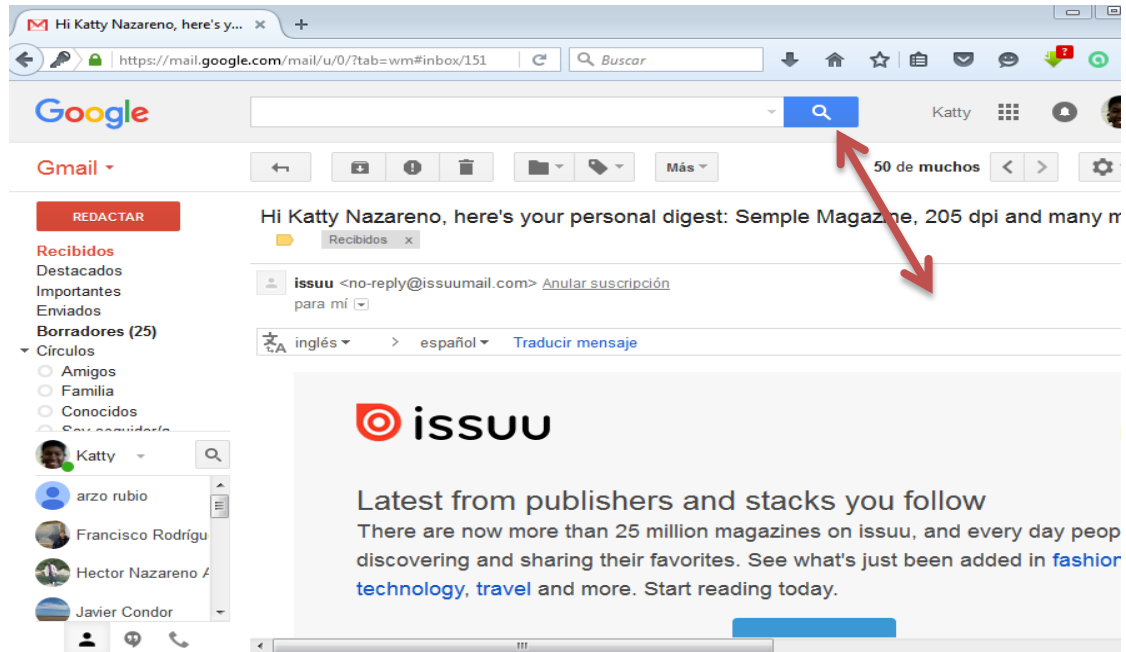 Hi Katty Nazareno, here's y...
https://mail.google.com/mail/u/0/?tab=wm#inbox/151
Buscar
?
Google
Katty
Gmail
Más
50 de muchos
REDACTAR
Hi Katty Nazareno, here's your personal digest: Semple Magazine, 205 dpi and many m
Recibidos x
Recibidos
Destacados
Importantes
Enviados
Borradores (25)
Círculos
Amigos
Familia
Conocidos
issuu <no-reply@issuumail.com> Anular suscripción
para mí
inglés > español Traducir mensaje
Katty
arzo rubio
Francisco Rodrígu
Hector Nazareno A
Javier Condor
issuu
Latest from publishers and stacks you follow
There are now more than 25 million magazines on issuu, and every day peop
discovering and sharing their favorites. See what's just been added in fashion
technology, travel and more. Start reading today.